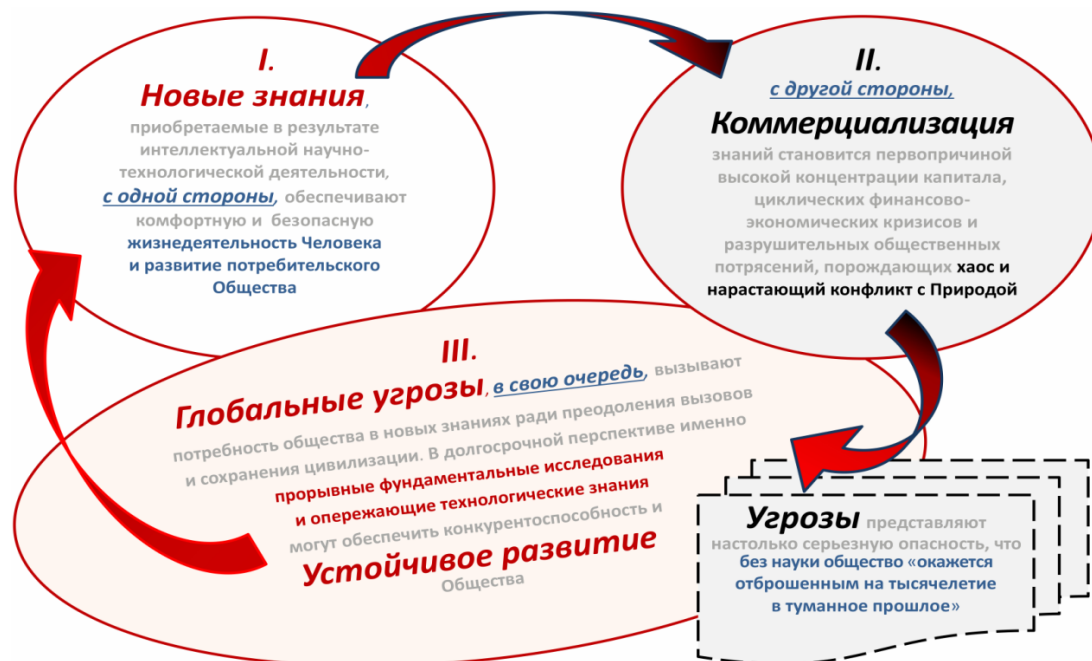 I.
Новые знания,
приобретаемые в результате
интеллектуальной научно-
технологической деятельности,
с одной стороны, обеспечивают
комфортную и безопасную
жизнедеятельность Человека
и развитие потребительского
Общества
II.
с другой стороны,
Коммерциализация
знаний становится первопричиной
высокой концентрации капитала,
циклических финансово-
экономических кризисов и
разрушительных общественных
потрясений, порождающих хаос и
нарастающий конфликт с Природой
III.
Глобальные угрозы, в свою очередь, вызывают
потребность общества в новых знаниях ради преодоления вызовов
и сохранения цивилизации. В долгосрочной перспективе именно
прорывные фундаментальные исследования
и опережающие технологические знания
могут обеспечить конкурентоспособность и
Устойчивое развитие
Общества
Угрозы представляют
настолько серьезную опасность, что
без науки общество «окажется
отброшенным на тысячелетие
в туманное прошлое»